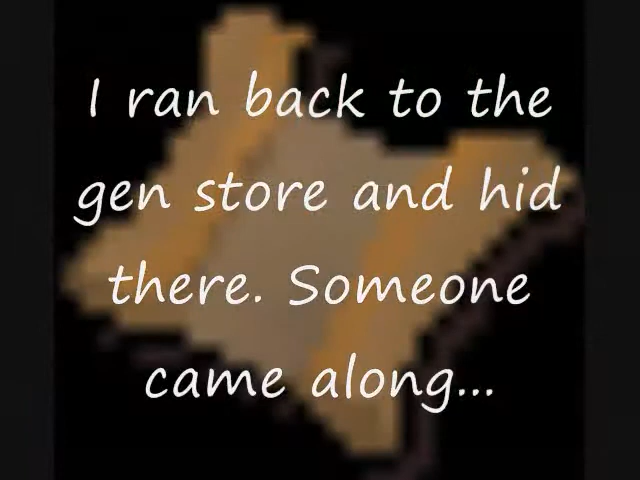 I ran back to the
gen store and hid
there. Someone
came along...